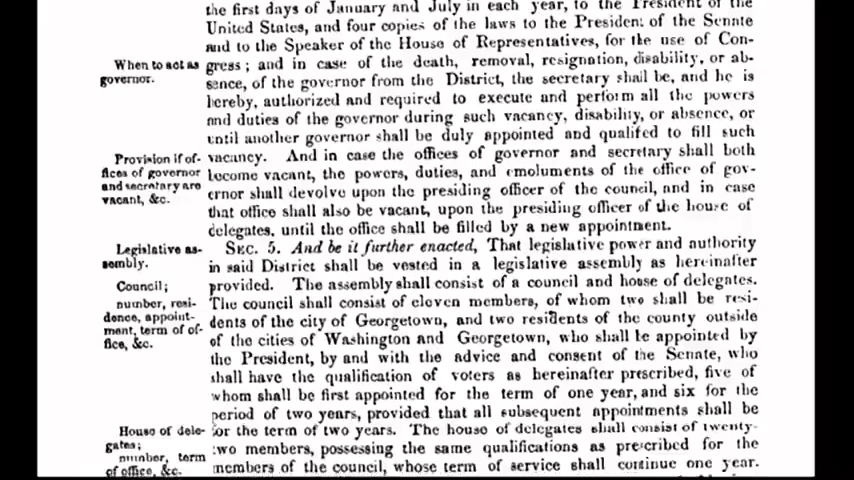 the first days of January and July in each year, to the President of the
United States, and four copies of the laws to the President of the Senate
and to the Speaker of the House of Representatives, for the use of Con-
When to act as
governor.
gress; and in case of the death, removal, resignation, disability, or ab-
sence, of the governor from the District, the secretary shall be, and he is
hereby, authorized and required to execute and perform all the powers
and duties of the governor during such vacancy, disability, or absence, or
until another governor shall be duly appointed and qualified to fill such
Provision if of-
fices of governor
and secretary are
vacant, &c.
vacancy. And in case the offices of governor and secretary shall both
become vacant, the powers, duties, and emoluments of the office of gov-
ernor shall devolve upon the presiding officer of the council, and in case
that office shall also be vacant, upon the presiding officer of the house of
delegates, until the office shall be filled by a new appointment.
Legislative as-
sembly.
SEC. 5. And be it further enacted, That legislative power and authority
in said District shall be vested in a legislative assembly as hereinafter
Council;
number, resi-
dence, appoint-
ment, term of of-
fice, &c.
provided. The assembly shall consist of a council and house of delegates.
The council shall consist of eleven members, of whom two shall be resi-
dents of the city of Georgetown, and two residents of the county outside
of the cities of Washington and Georgetown, who shall be appointed by
the President, by and with the advice and consent of the Senate, who
shall have the qualification of voters as hereinafter prescribed, five of
whom shall be first appointed for the term of one year, and six for the
period of two years, provided that all subsequent appointments shall be
House of dele-
gates;
number, term
of office, &c.
for the term of two years. The house of delegates shall consist of twenty-
two members, possessing the same qualifications as prescribed for the
members of the council, whose term of service shall continue one year.